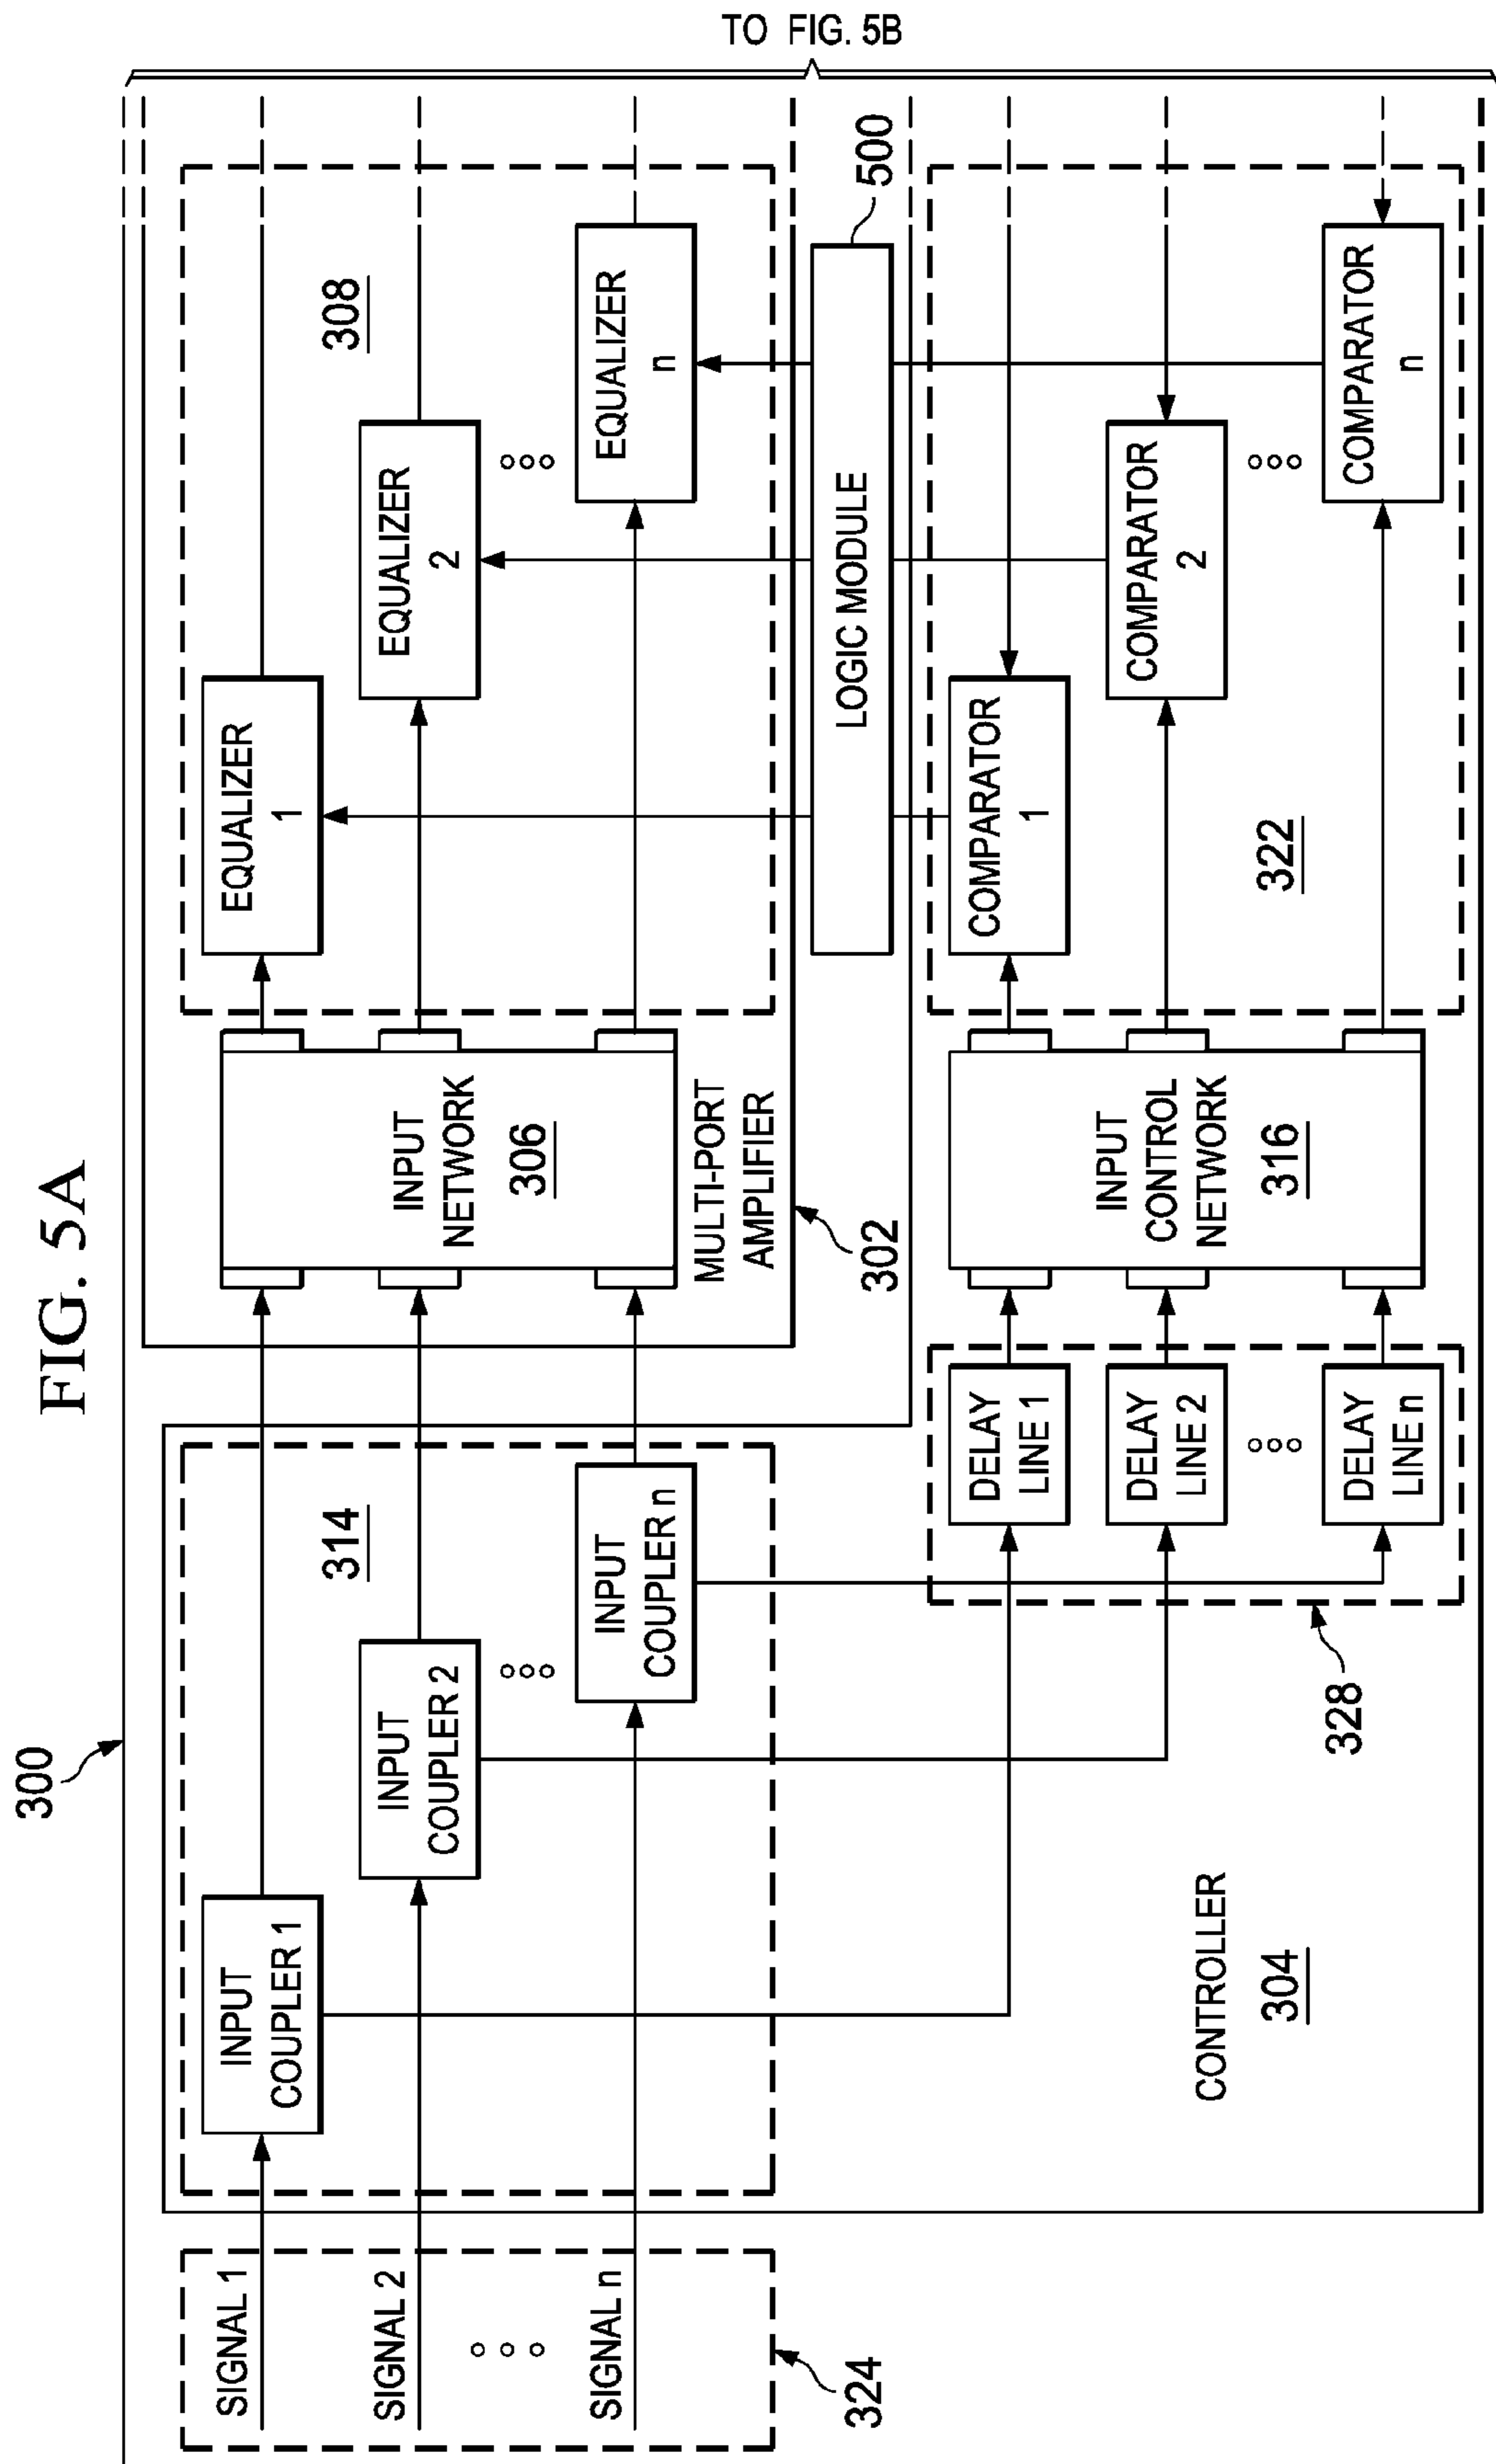 FIG. 5A
300
TO FIG. 5B
SIGNAL 1
SIGNAL 2
SIGNAL n
324
INPUT
COUPLER 1
INPUT
COUPLER 2
INPUT
COUPLER n
314
INPUT
NETWORK
306
MULTI-PORT
AMPLIFIER
302
EQUALIZER
1
EQUALIZER
2
EQUALIZER
n
308
LOGIC MODULE
500
CONTROLLER
304
DELAY
LINE 1
DELAY
LINE 2
DELAY
LINE n
328
INPUT
CONTROL
NETWORK
316
COMPARATOR
1
COMPARATOR
2
COMPARATOR
n
322